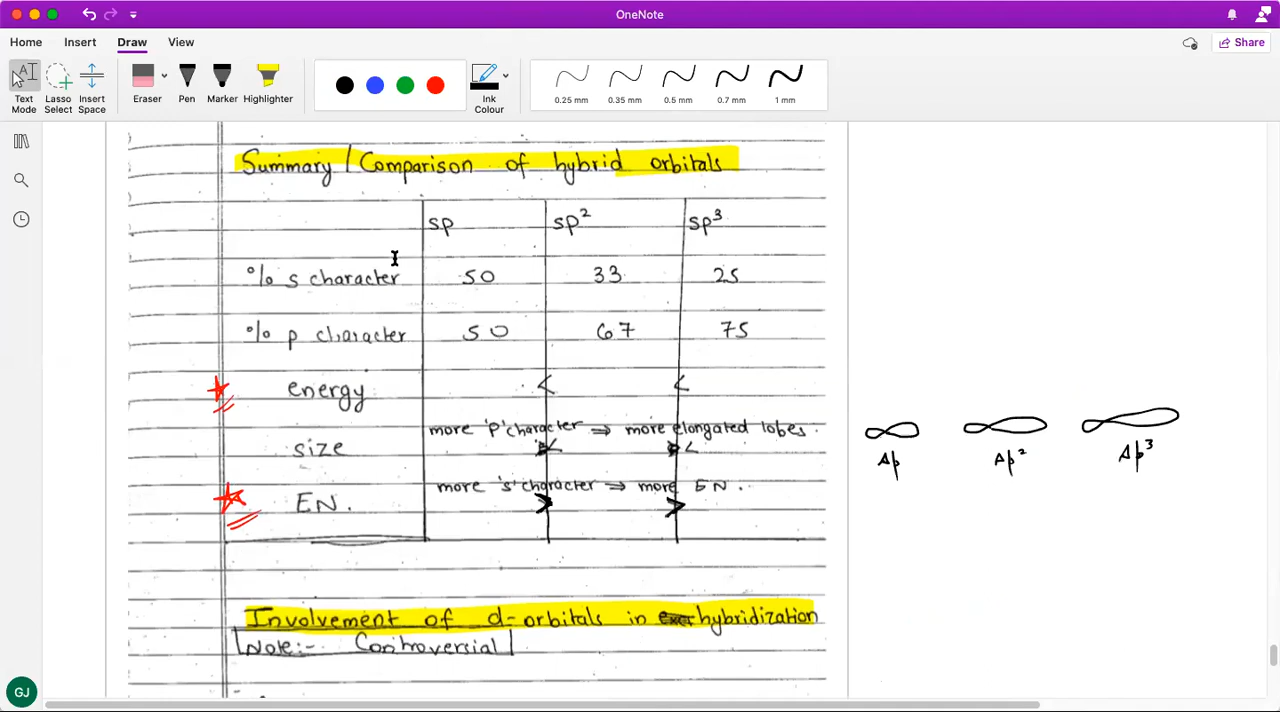 OneNote
Home Insert Draw View
Share
Text Mode
Lasso Select
Insert Space
Eraser
Pen
Marker
Highlighter
Ink Colour
0.25 mm 0.35 mm 0.5 mm 0.7 mm 1 mm
Summary / Comparison of hybrid orbitals
sp sp² sp³
% s character 50 33 25
% p character 50 67 75
energy < <
more 'p' character ⇒ more elongated lobes.
size < <
more 's' character ⇒ more EN.
EN. > >
sp sp² sp³
Involvement of d-orbitals in hybridization
Note:- Controversial
GJ